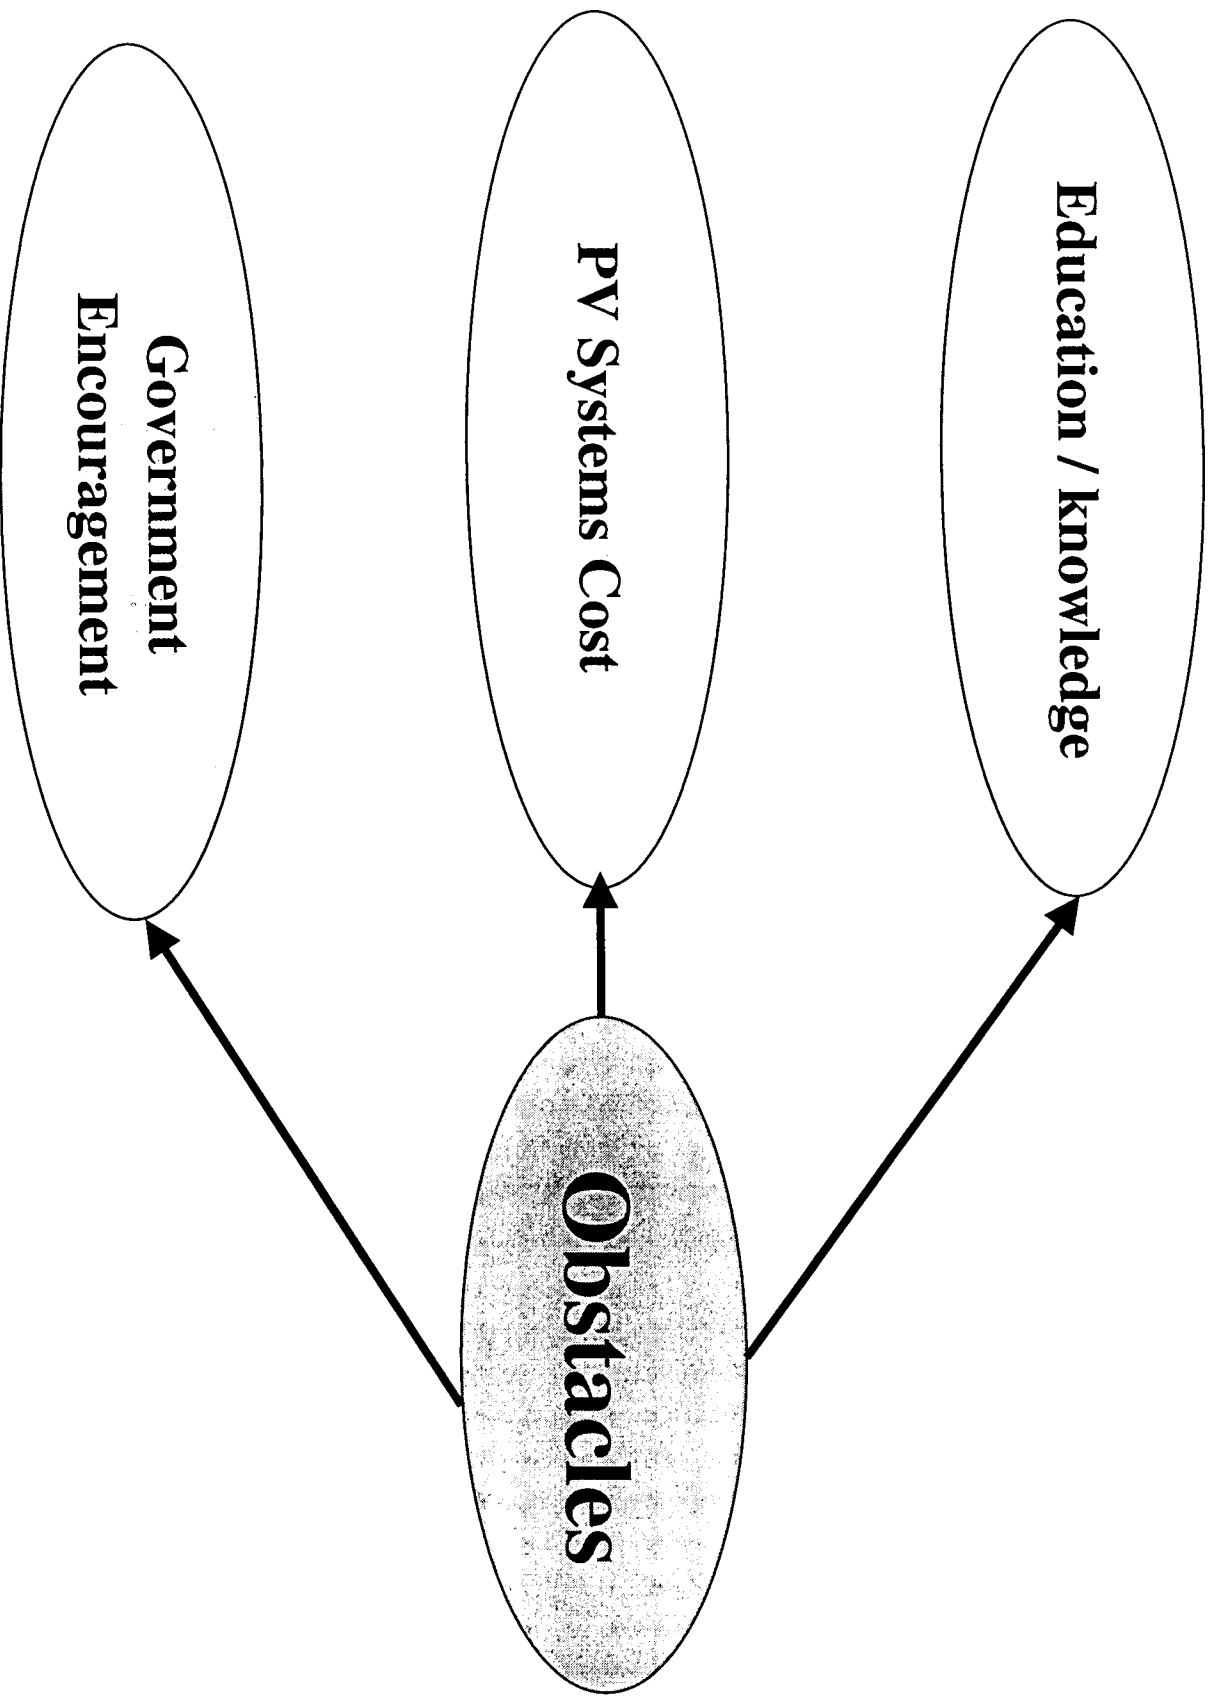 Education / knowledge
PV Systems Cost
Government
Encouragement
Obstacles